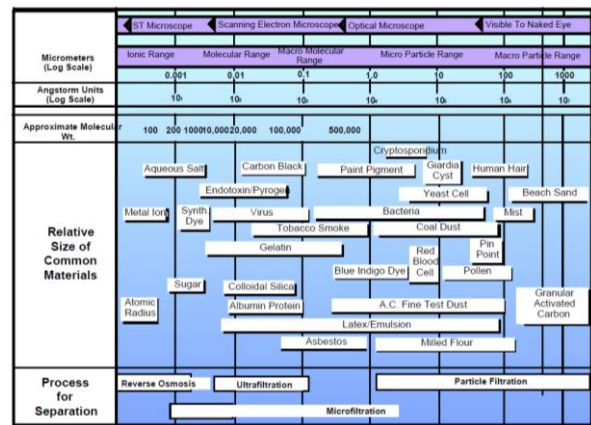 ST Microscope Scanning Electron Microscope Optical Microscope Visible To Naked Eye
Micrometers
(Log Scale)
Ionic Range Molecular Range Macro Molecular
Range Micro Particle Range Macro Particle Range
0.001 0.01 0.1 1.0 10 100 1000
Angstorm Units
(Log Scale)
Approximate Molecular
Wt.
100 200 1000 10,000 20,000 100,000 500,000
Relative
Size of
Common
Materials
Cryptospondium
Aqueous Salt Carbon Black Paint Pigment Giardia
Cyst Human Hair
Endotoxin/Pyrogen Yeast Cell Beach Sand
Metal Ion Synth.
Dye Virus Bacteria Mist
Tobacco Smoke Coal Dust
Gelatin Red
Blood
Cell Pin
Point
Blue Indigo Dye Pollen
Sugar Colloidal Silica
Atomic
Radius Albumin Protein A.C. Fine Test Dust Granular
Activated
Carbon
Latex/Emulsion
Asbestos Milled Flour
Process
for
Separation
Reverse Osmosis Ultrafiltration Particle Filtration
Microfiltration